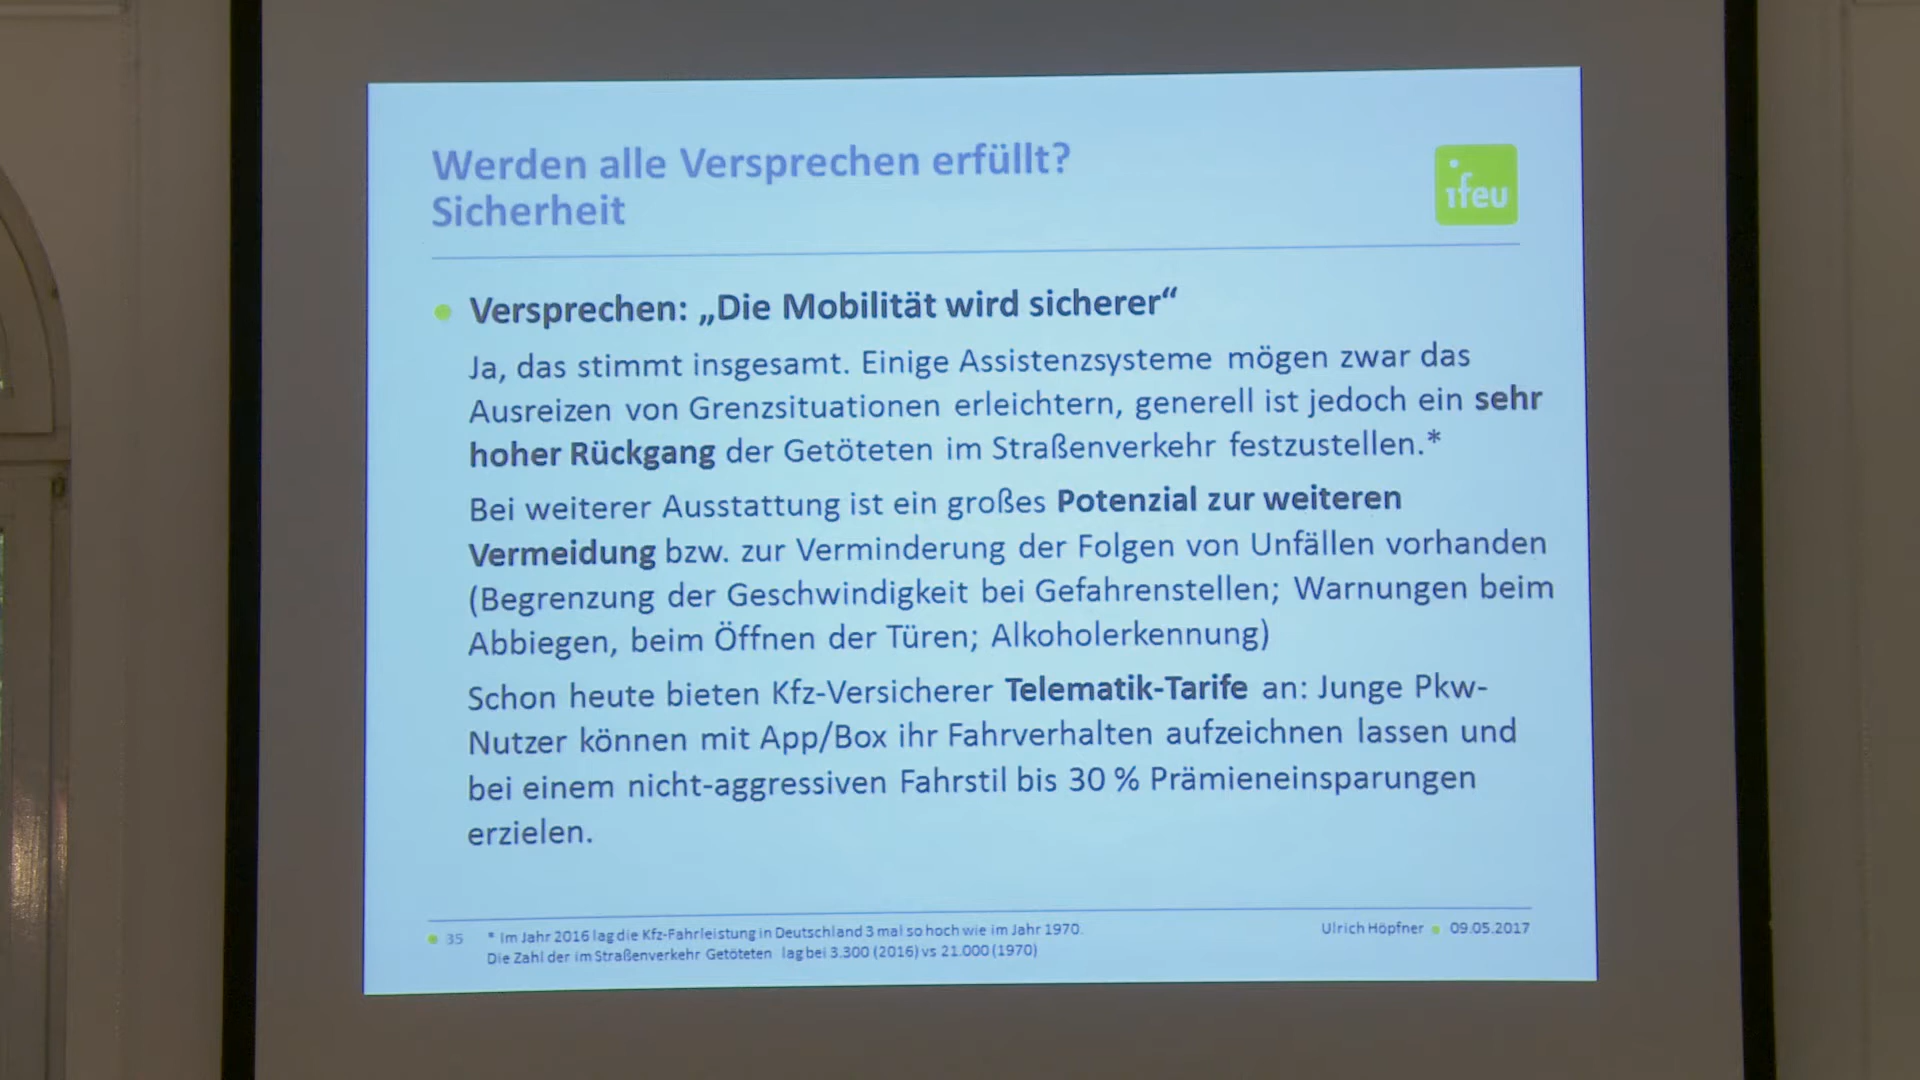 Werden alle Versprechen erfüllt?
Sicherheit
ifeu
Versprechen: „Die Mobilität wird sicherer“
Ja, das stimmt insgesamt. Einige Assistenzsysteme mögen zwar das
Ausreizen von Grenzsituationen erleichtern, generell ist jedoch ein sehr
hoher Rückgang der Getöteten im Straßenverkehr festzustellen.*
Bei weiterer Ausstattung ist ein großes Potenzial zur weiteren
Vermeidung bzw. zur Verminderung der Folgen von Unfällen vorhanden
(Begrenzung der Geschwindigkeit bei Gefahrenstellen; Warnungen beim
Abbiegen, beim Öffnen der Türen; Alkoholerkennung)
Schon heute bieten Kfz-Versicherer Telematik-Tarife an: Junge Pkw-
Nutzer können mit App/Box ihr Fahrverhalten aufzeichnen lassen und
bei einem nicht-aggressiven Fahrstil bis 30 % Prämieneinsparungen
erzielen.
35 * Im Jahr 2016 lag die Kfz-Fahrleistung in Deutschland 3 mal so hoch wie im Jahr 1970.
Die Zahl der im Straßenverkehr Getöteten lag bei 3.300 (2016) vs 21.000 (1970)
Ulrich Höpfner 09.05.2017